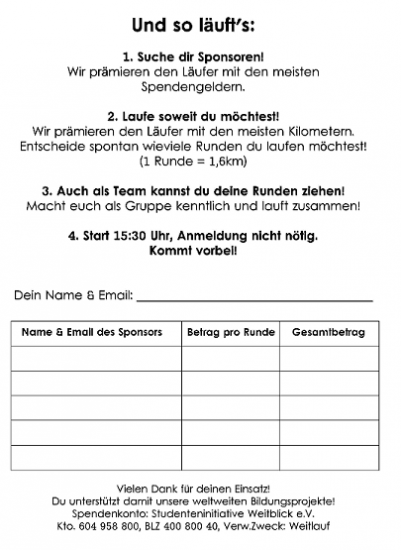 Und so läuft's:
1. Suche dir Sponsoren!
Wir prämieren den Läufer mit den meisten
Spendengeldern.
2. Laufe soweit du möchtest!
Wir prämieren den Läufer mit den meisten Kilometern.
Entscheide spontan wieviele Runden du laufen möchtest!
(1 Runde = 1,6km)
3. Auch als Team kannst du deine Runden ziehen!
Macht euch als Gruppe kenntlich und lauft zusammen!
4. Start 15:30 Uhr, Anmeldung nicht nötig.
Kommt vorbei!
Dein Name & Email:
Name & Email des Sponsors Betrag pro Runde Gesamtbetrag
Vielen Dank für deinen Einsatz!
Du unterstützt damit unsere weltweiten Bildungsprojekte!
Spendenkonto: Studenteninitiative Weitblick e.V.
Kto. 604 958 800, BLZ 400 800 40, Verw.Zweck: Weitlauf